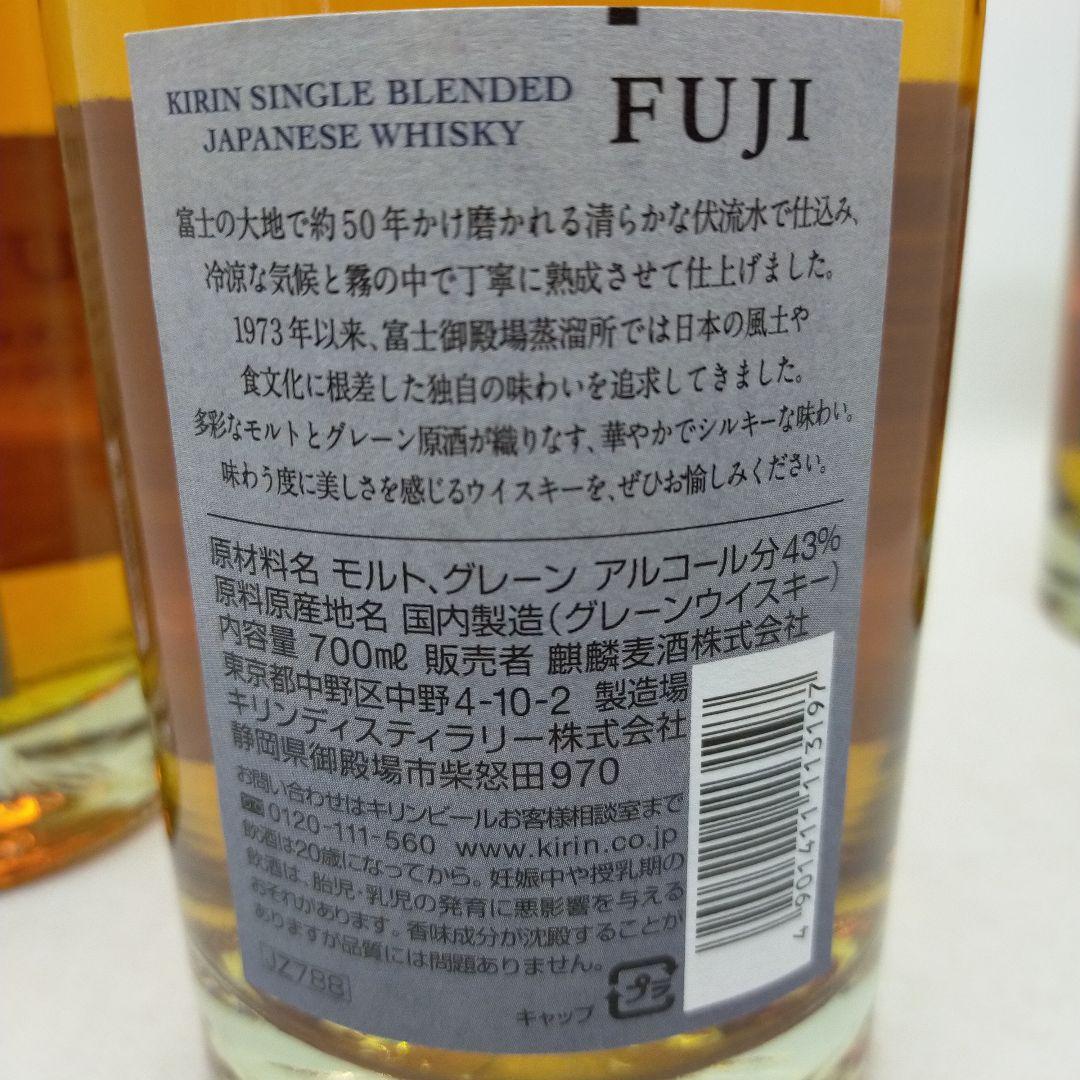 KIRIN SINGLE BLENDED
JAPANESE WHISKY
FUJI
富士の大地で約50年かけ磨かれる清らかな伏流水で仕込み、
冷涼な気候と霧の中で丁寧に熟成させて仕上げました。
1973年以来、富士御殿場蒸溜所では日本の風土や
食文化に根差した独自の味わいを追求してきました。
多彩なモルトとグレーン原酒が織りなす、華やかでシルキーな味わい。
味わう度に美しさを感じるウイスキーを、ぜひお愉しみください。
原材料名 モルト、グレーン アルコール分43%
原料原産地名 国内製造(グレーンウイスキー)
内容量 700mℓ 販売者 麒麟麦酒株式会社
東京都中野区中野4-10-2 製造場
キリンディスティラリー株式会社
静岡県御殿場市柴怒田970
お問い合わせはキリンビールお客様相談室まで
0120-111-560 www.kirin.co.jp
飲酒は20歳になってから。妊娠中や授乳期の
飲酒は、胎児・乳児の発育に悪影響を与える
おそれがあります。香味成分が沈殿することが
ありますが品質には問題ありません。
JZ788
キャップ
プラ
4901411113197